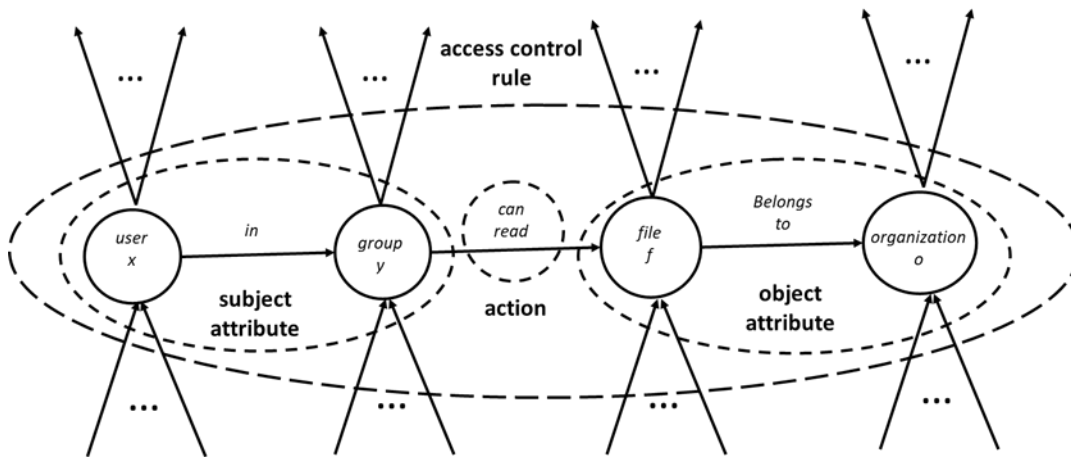 ...
...
access control
rule
...
...
user
x
in
group
y
can
read
file
f
Belongs
to
organization
o
subject
attribute
action
object
attribute
...
...
...
...